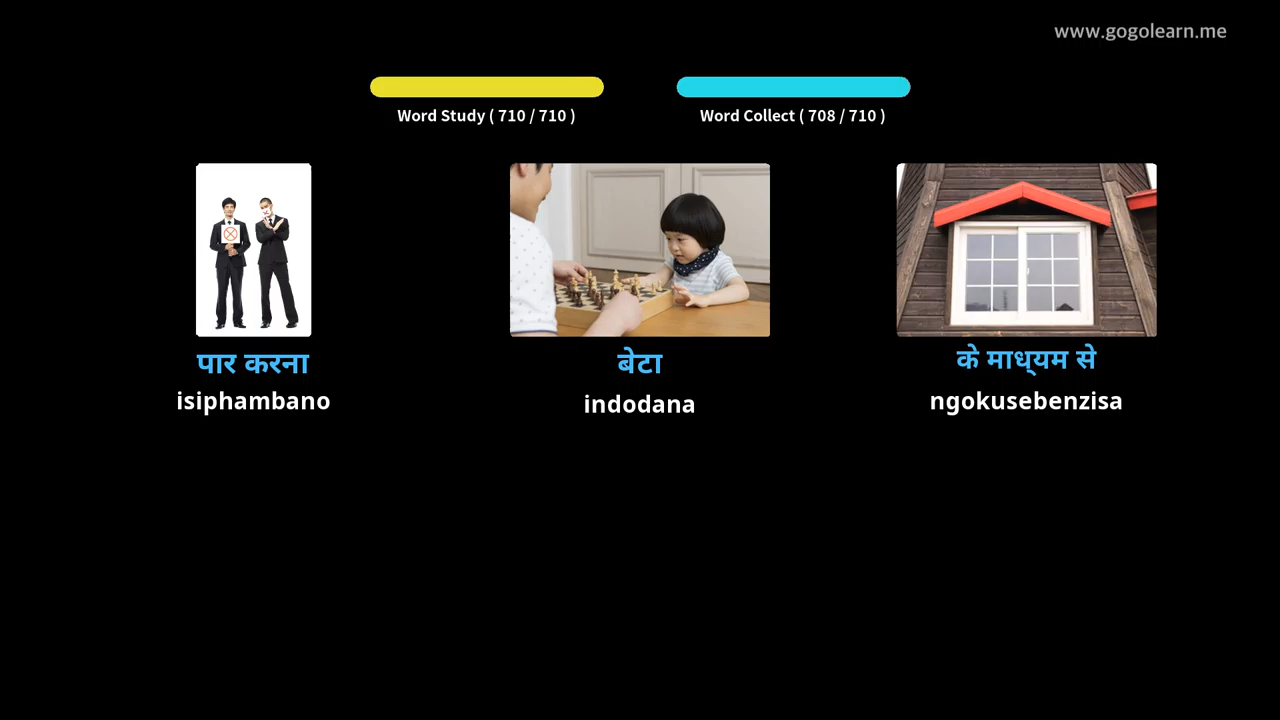 www.gogolearn.me
Word Study ( 710 / 710 )
Word Collect ( 708 / 710 )
पार करना
बेटा
के माध्यम से
isiphambano
indodana
ngokusebenzisa